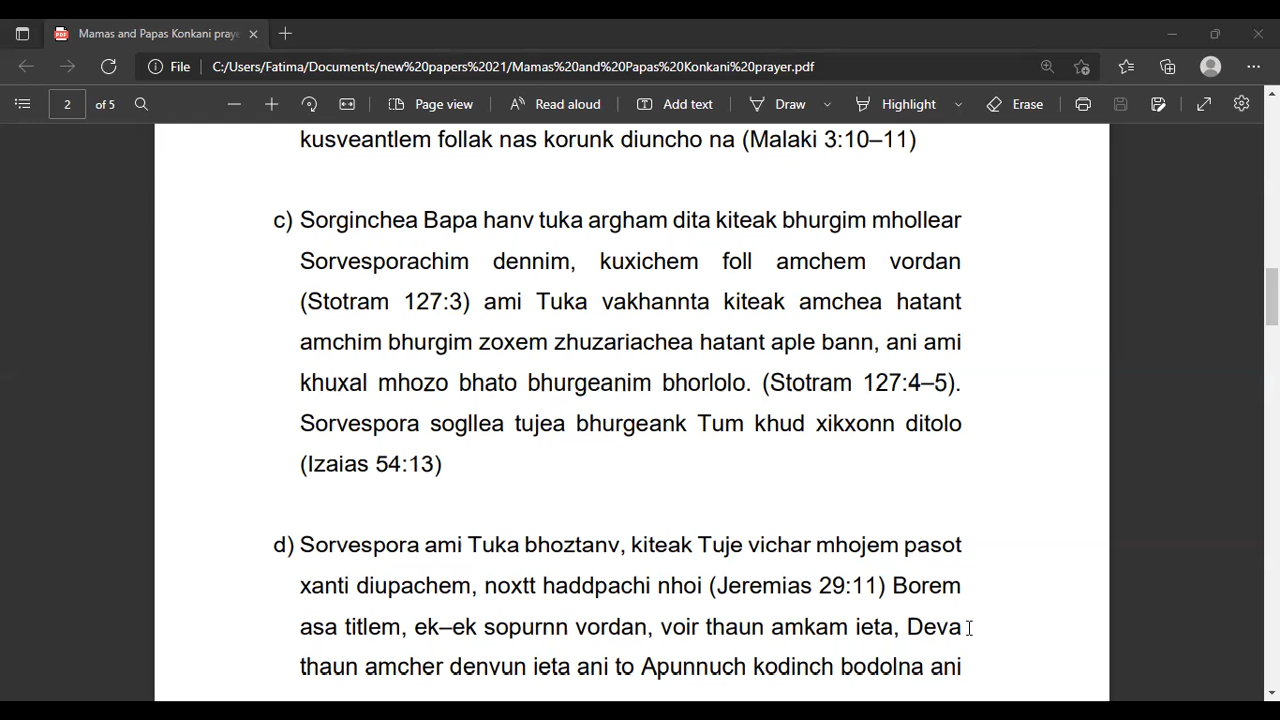 Mamas and Papas Konkani praye
File C:/Users/Fatima/Documents/new%20papers%2021/Mamas%20and%20Papas%20Konkani%20prayer.pdf
2 of 5 Page view Read aloud Add text Draw Highlight Erase
kusveantlem follak nas korunk diuncho na (Malaki 3:10–11)
c) Sorginchea Bapa hanv tuka argham dita kiteak bhurgim mhollear
Sorvesporachim dennim, kuxichem foll amchem vordan
(Stotram 127:3) ami Tuka vakhannta kiteak amchea hatant
amchim bhurgim zoxem zhuzariachea hatant aple bann, ani ami
khuxal mhozo bhato bhurgeanim bhorlolo. (Stotram 127:4–5).
Sorvespora sogllea tujea bhurgeank Tum khud xikxonn ditolo
(Izaias 54:13)
d) Sorvespora ami Tuka bhoztanv, kiteak Tuje vichar mhojem pasot
xanti diupachem, noxtt haddpachi nhoi (Jeremias 29:11) Borem
asa titlem, ek–ek sopurnn vordan, voir thaun amkam ieta, Deva
thaun amcher denvun ieta ani to Apunnuch kodinch bodolna ani